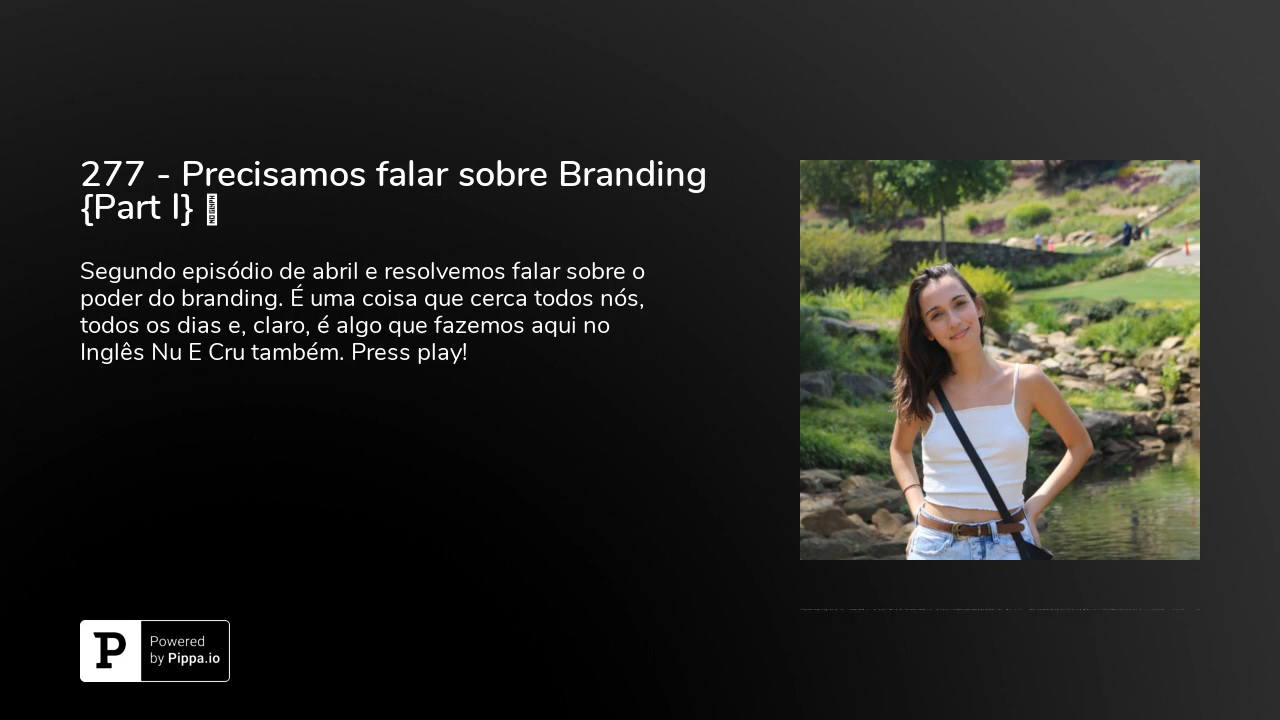 277 - Precisamos falar sobre Branding
{Part I}
Segundo episódio de abril e resolvemos falar sobre o
poder do branding. É uma coisa que cerca todos nós,
todos os dias e, claro, é algo que fazemos aqui no
Inglês Nu E Cru também. Press play!
P
Powered
by Pippa.io